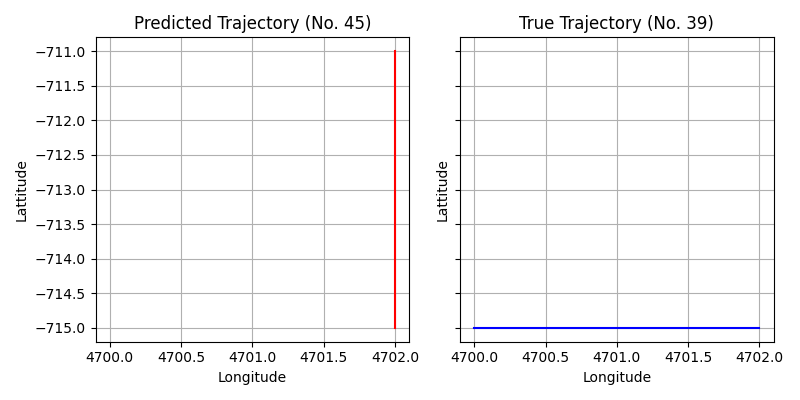 Predicted Trajectory (No. 45)
True Trajectory (No. 39)
−711.0
−711.5
−712.0
−712.5
−713.0
−713.5
−714.0
−714.5
−715.0
Lattitude
Lattitude
4700.0 4700.5 4701.0 4701.5 4702.0
4700.0 4700.5 4701.0 4701.5 4702.0
Longitude
Longitude